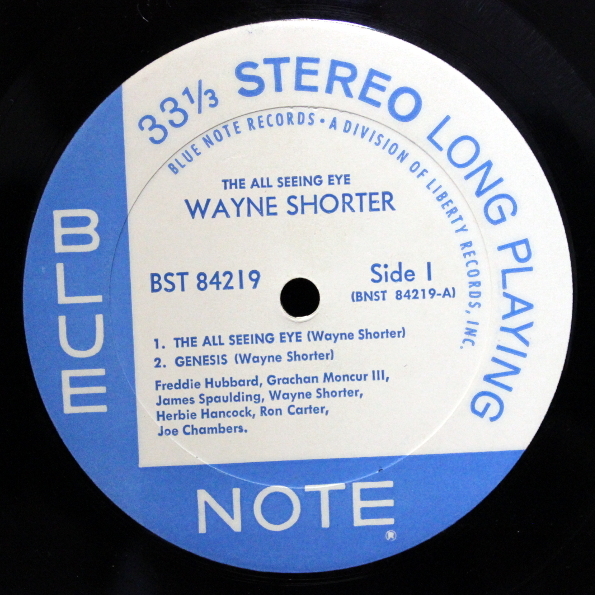 33⅓ STEREO LONG PLAYING
BLUE NOTE RECORDS • A DIVISION OF LIBERTY RECORDS, INC.
THE ALL SEEING EYE
WAYNE SHORTER
BST 84219
Side 1
(BNST 84219-A)
1. THE ALL SEEING EYE (Wayne Shorter)
2. GENESIS (Wayne Shorter)
Freddie Hubbard, Grachan Moncur III,
James Spaulding, Wayne Shorter,
Herbie Hancock, Ron Carter,
Joe Chambers.
BLUE
NOTE®